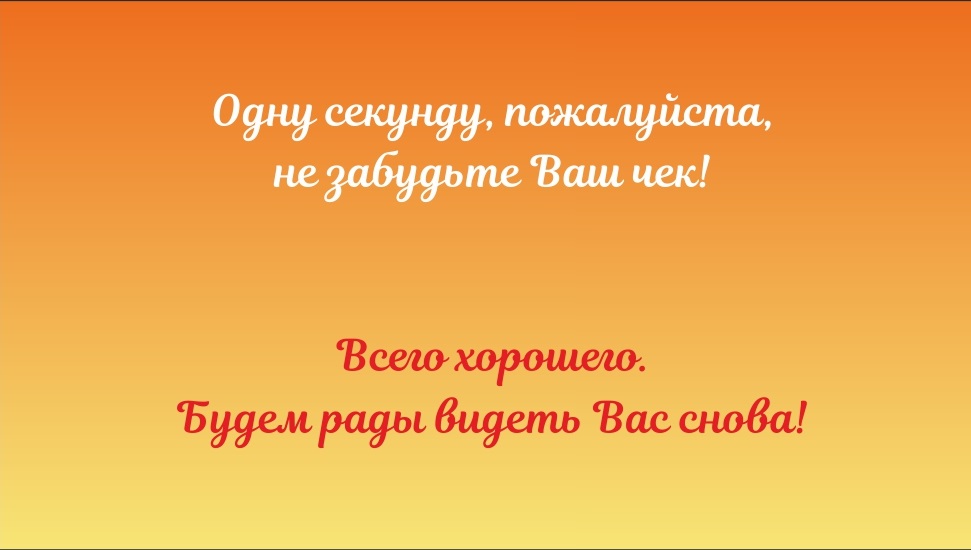 Одну секунду, пожалуйста,
не забудьте Ваш чек!
Всего хорошего.
Будем рады видеть Вас снова!